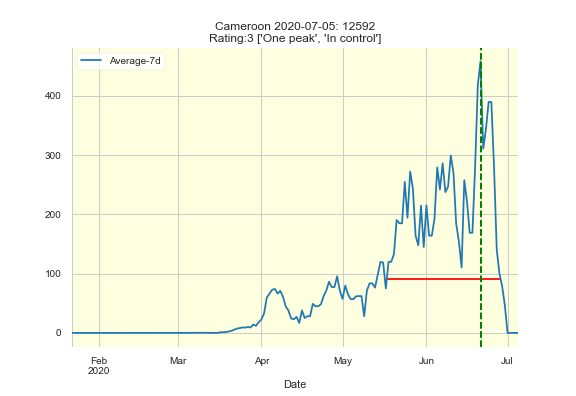 Cameroon 2020-07-05: 12592
Rating:3 ['One peak', 'In control']
Average-7d
400
300
200
100
0
Feb Mar Apr May Jun Jul
2020
Date